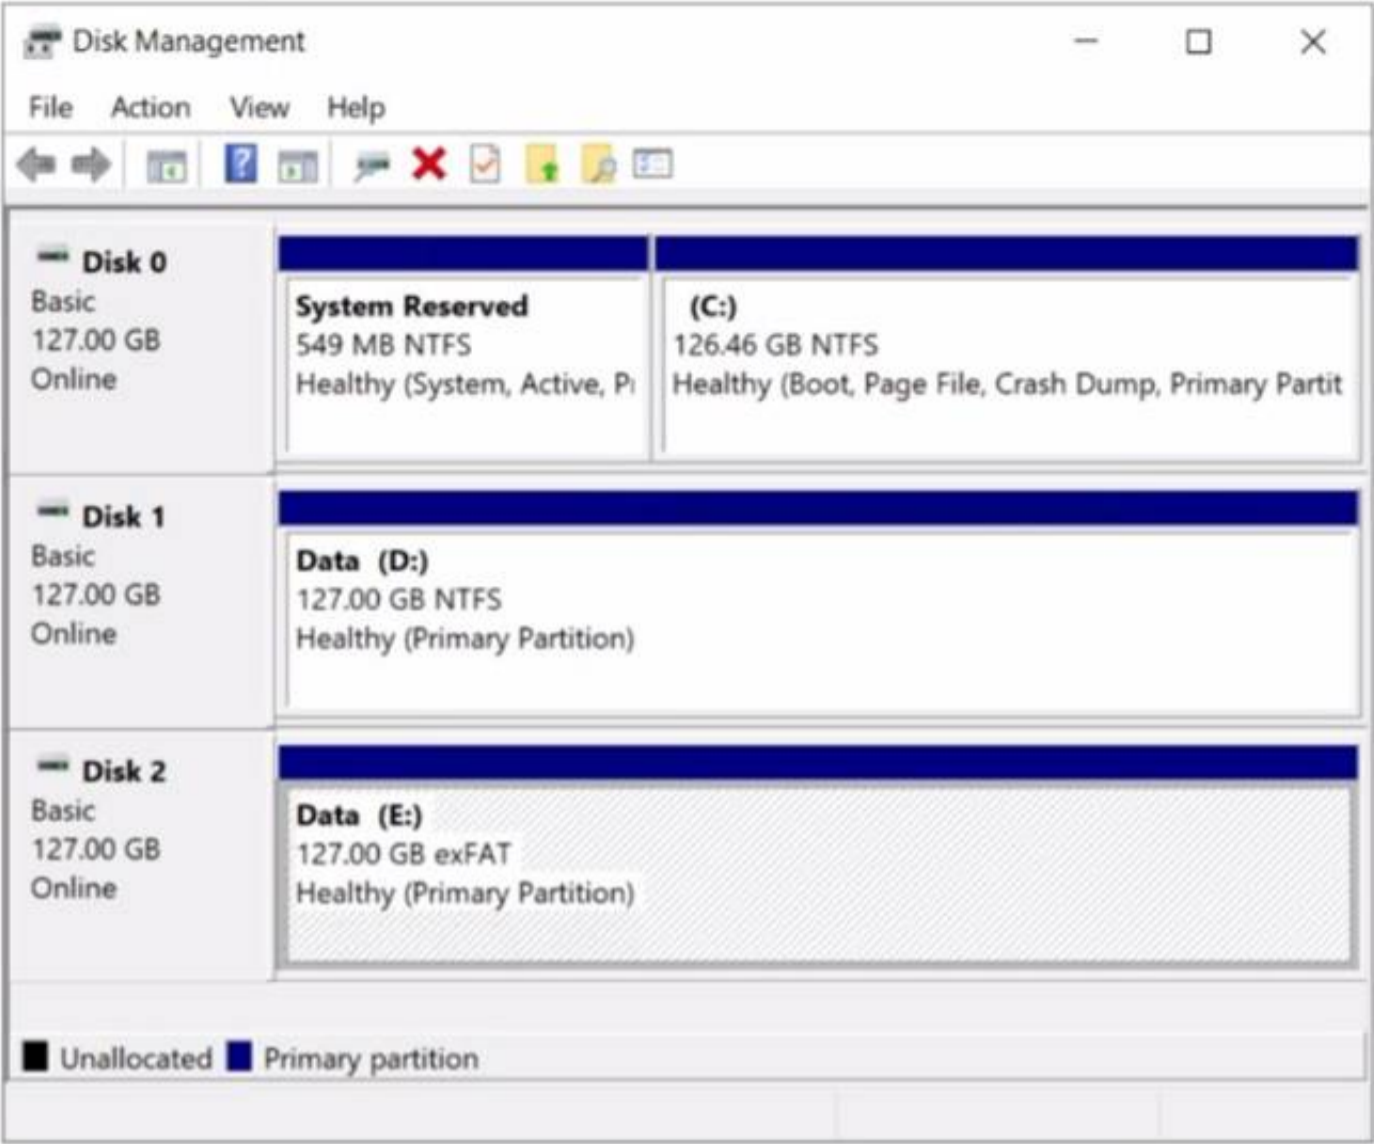 Disk Management
File Action View Help
Disk 0
Basic
127.00 GB
Online
System Reserved
549 MB NTFS
Healthy (System, Active, P
(C:)
126.46 GB NTFS
Healthy (Boot, Page File, Crash Dump, Primary Partit
Disk 1
Basic
127.00 GB
Online
Data (D:)
127.00 GB NTFS
Healthy (Primary Partition)
Disk 2
Basic
127.00 GB
Online
Data (E:)
127.00 GB exFAT
Healthy (Primary Partition)
Unallocated Primary partition